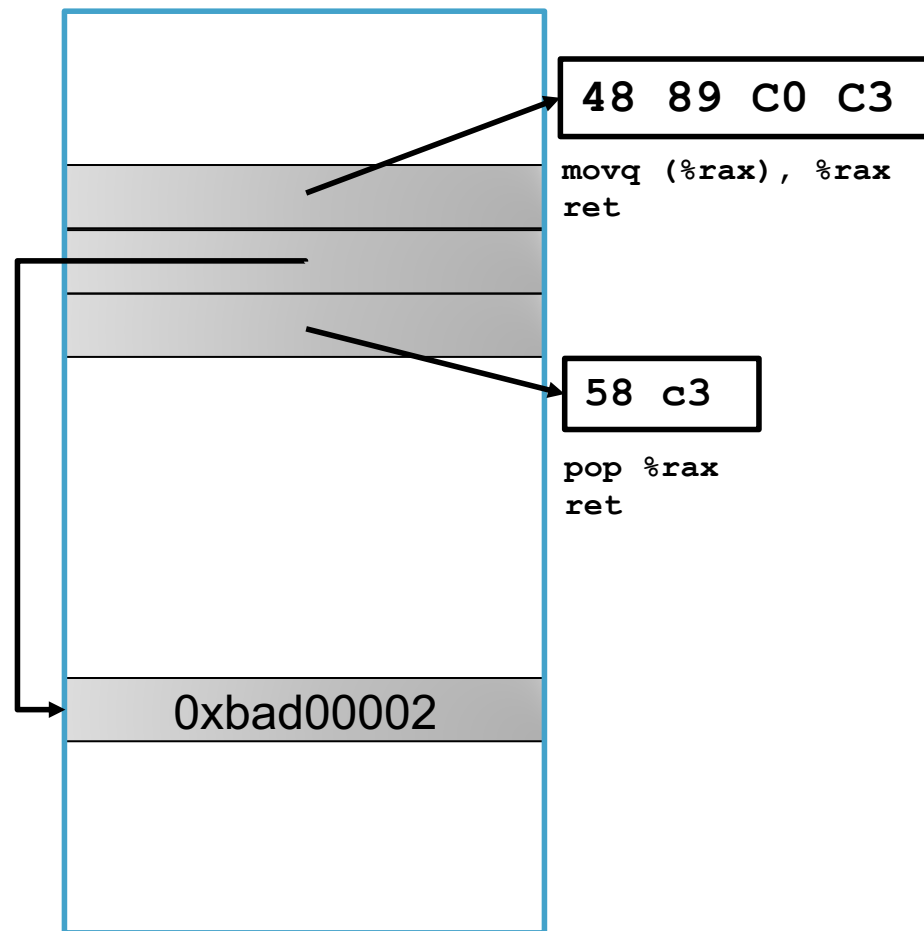 48 89 C0 C3
movq (%rax), %rax
ret
58 c3
pop %rax
ret
0xbad00002